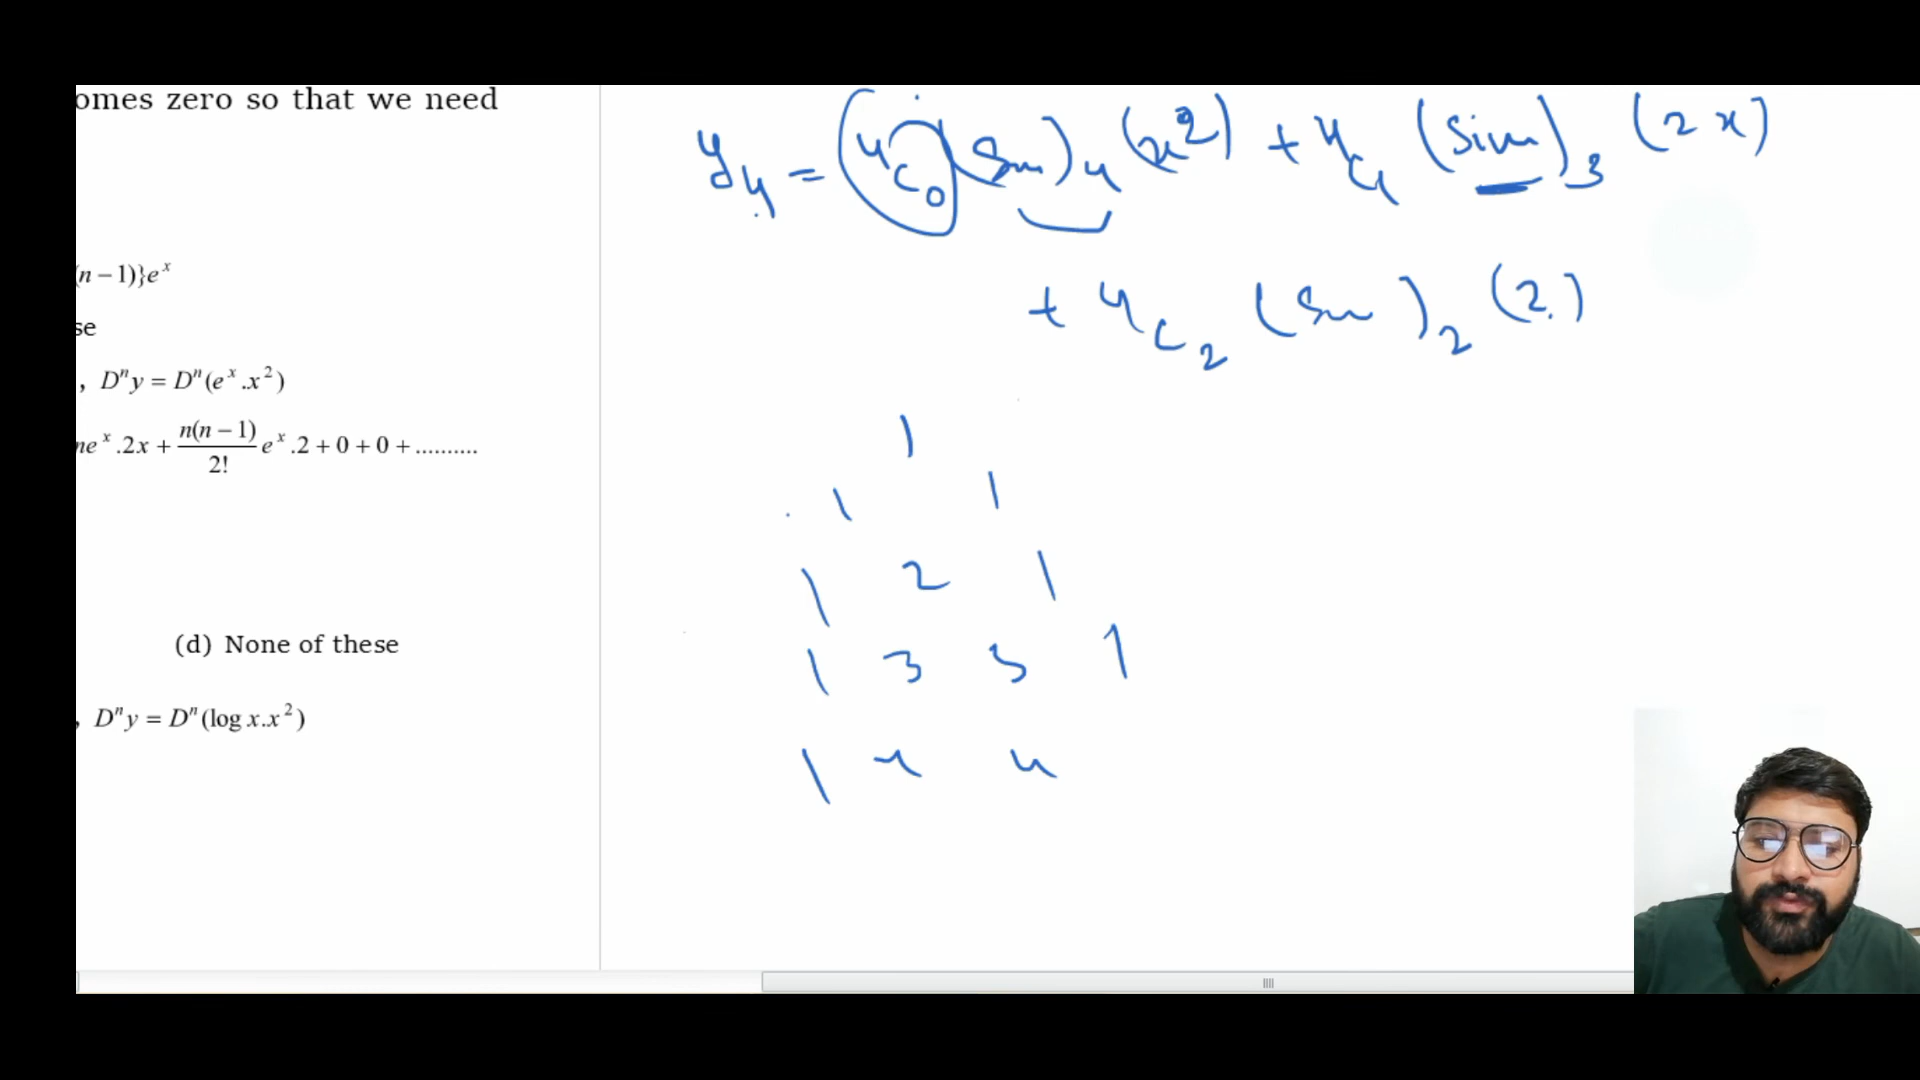 omes zero so that we need
y₄ = (4C₀ (Sin)₄ (x²) + 4C₁ (Sin)₃ (2x)
+ 4C₂ (Sin)₂ (2)
(n − 1)}eˣ
se
, Dⁿy = Dⁿ(eˣ.x²)
neˣ.2x + n(n − 1)/2! eˣ.2 + 0 + 0 + ..........
1
1 1
1 2 1
1 3 3 1
1 4 4
(d) None of these
, Dⁿy = Dⁿ(log x.x²)